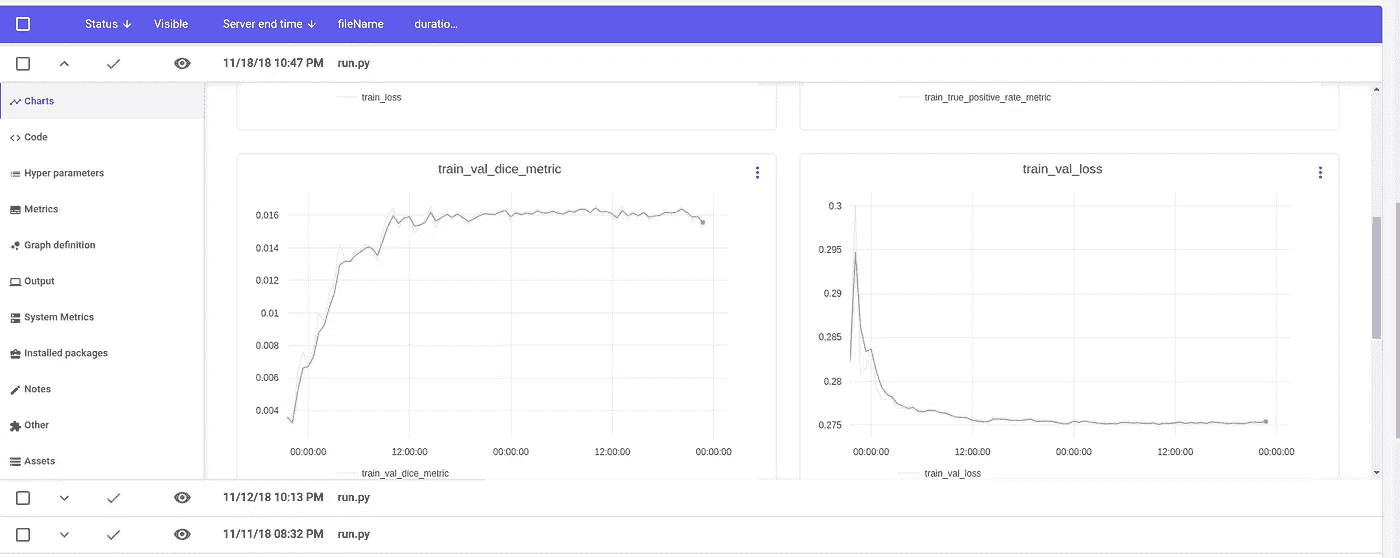 Status ↓ Visible Server end time ↓ fileName duratio...
11/18/18 10:47 PM run.py
Charts
Code
Hyper parameters
Metrics
Graph definition
Output
System Metrics
Installed packages
Notes
Other
Assets
train_loss
train_true_positive_rate_metric
train_val_dice_metric
0.016
0.014
0.012
0.01
0.008
0.006
0.004
00:00:00 12:00:00 00:00:00 12:00:00 00:00:00
train_val_dice_metric
train_val_loss
0.3
0.295
0.29
0.285
0.28
0.275
00:00:00 12:00:00 00:00:00 12:00:00 00:00:00
train_val_loss
11/12/18 10:13 PM run.py
11/11/18 08:32 PM run.py